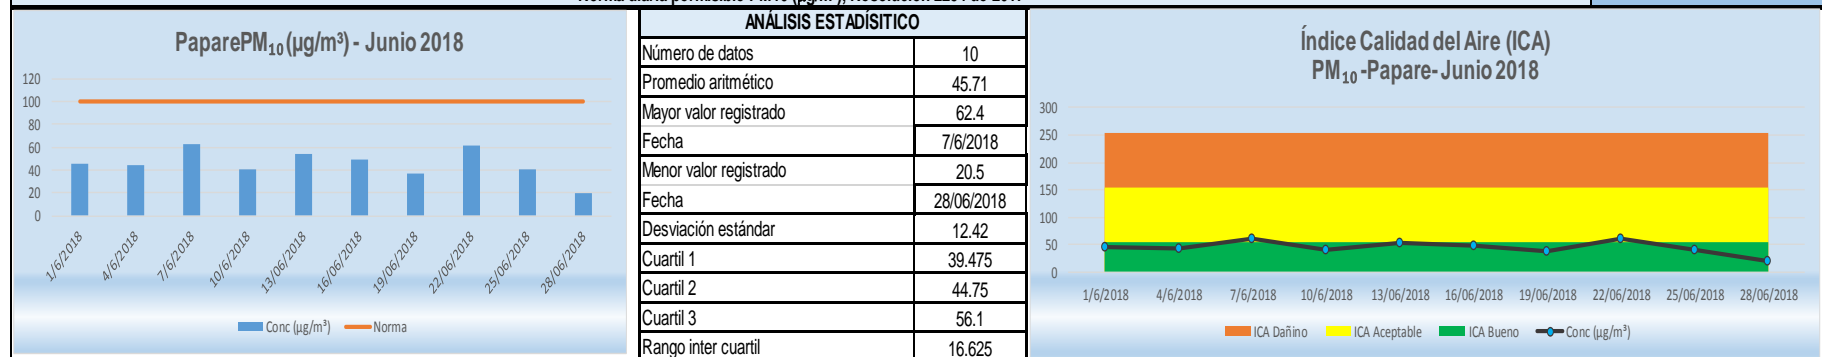 PaparePM₁₀ (µg/m³) - Junio 2018
120
100
80
60
40
20
0
1/6/2018
4/6/2018
7/6/2018
10/6/2018
13/06/2018
16/06/2018
19/06/2018
22/06/2018
25/06/2018
28/06/2018
Conc (µg/m³) Norma
ANÁLISIS ESTADÍSITICO
Número de datos 10
Promedio aritmético 45.71
Mayor valor registrado 62.4
Fecha 7/6/2018
Menor valor registrado 20.5
Fecha 28/06/2018
Desviación estándar 12.42
Cuartil 1 39.475
Cuartil 2 44.75
Cuartil 3 56.1
Rango inter cuartil 16.625
Índice Calidad del Aire (ICA)
PM₁₀ -Papare- Junio 2018
300
250
200
150
100
50
0
1/6/2018 4/6/2018 7/6/2018 10/6/2018 13/06/2018 16/06/2018 19/06/2018 22/06/2018 25/06/2018 28/06/2018
ICA Dañino ICA Aceptable ICA Bueno Conc (µg/m³)